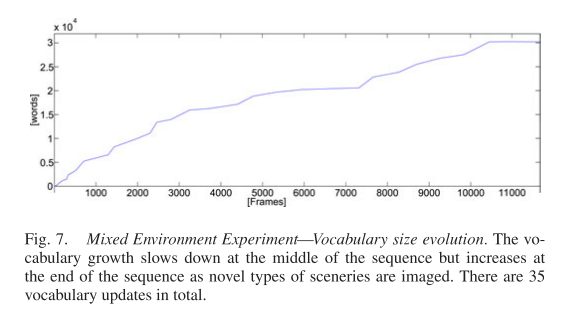 x 10⁴
3
2.5
2
1.5
1
0.5
0
[words]
1000 2000 3000 4000 5000 6000 7000 8000 9000 10000 11000
[Frames]
Fig. 7. Mixed Environment Experiment—Vocabulary size evolution. The vo-
cabulary growth slows down at the middle of the sequence but increases at
the end of the sequence as novel types of sceneries are imaged. There are 35
vocabulary updates in total.